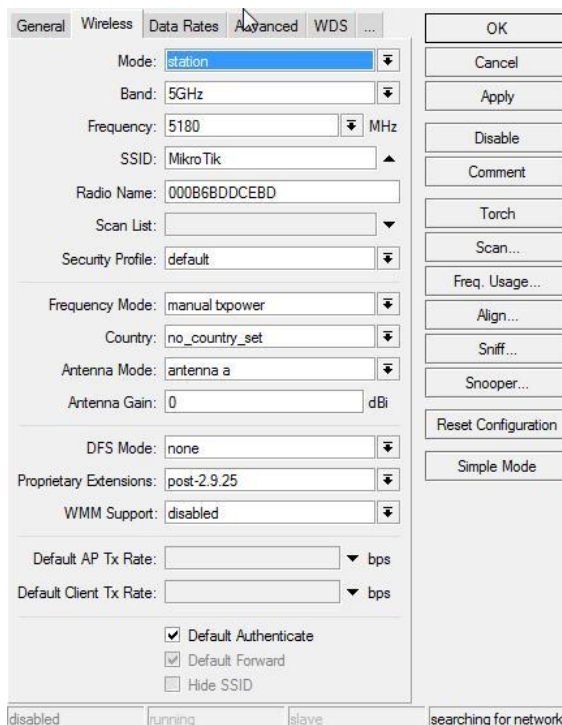 General Wireless Data Rates Advanced WDS ...
Mode: station
Band: 5GHz
Frequency: 5180 MHz
SSID: MikroTik
Radio Name: 000B6BDDCEBD
Scan List:
Security Profile: default
Frequency Mode: manual txpower
Country: no_country_set
Antenna Mode: antenna a
Antenna Gain: 0 dBi
DFS Mode: none
Proprietary Extensions: post-2.9.25
WMM Support: disabled
Default AP Tx Rate: bps
Default Client Tx Rate: bps
Default Authenticate
Default Forward
Hide SSID
OK
Cancel
Apply
Disable
Comment
Torch
Scan...
Freq. Usage...
Align...
Sniff...
Snooper...
Reset Configuration
Simple Mode
disabled running slave searching for network